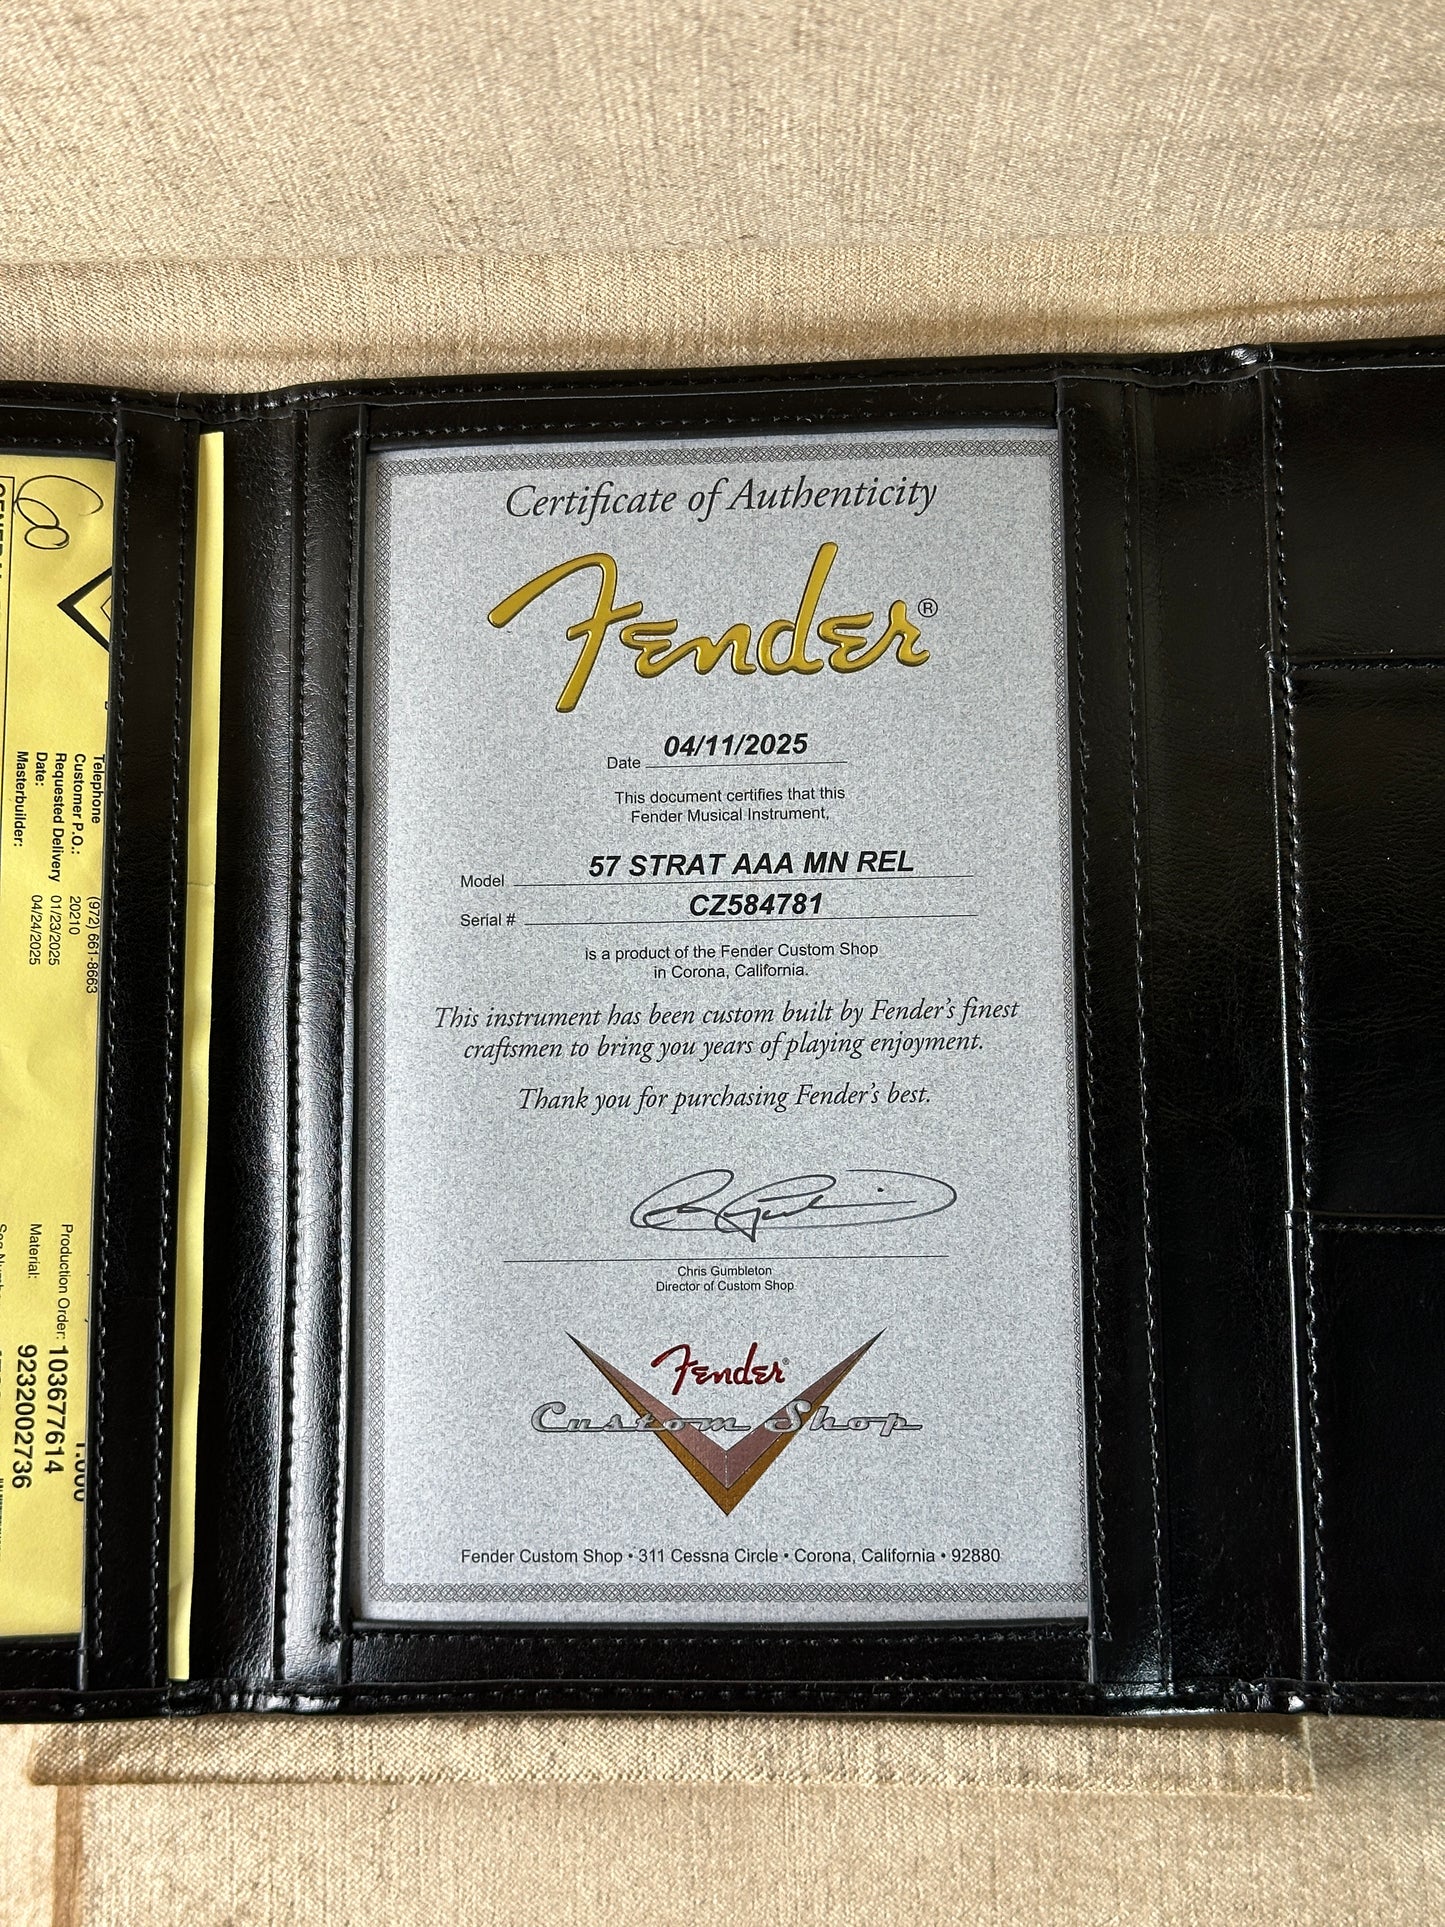 Certificate of Authenticity
Fender®
Date 04/11/2025
This document certifies that this
Fender Musical Instrument,
Model 57 STRAT AAA MN REL
Serial # CZ584781
is a product of the Fender Custom Shop
in Corona, California.
This instrument has been custom built by Fender's finest
craftsmen to bring you years of playing enjoyment.
Thank you for purchasing Fender's best.
Chris Gumbleton
Director of Custom Shop
Fender®
Custom Shop
Fender Custom Shop • 311 Cessna Circle • Corona, California • 92880
Telephone (972) 661-8663
Customer P.O.: 20210
Requested Delivery 01/23/2025
Date: 04/24/2025
Masterbuilder:
Production Order: 103677614
Material: 9232002736